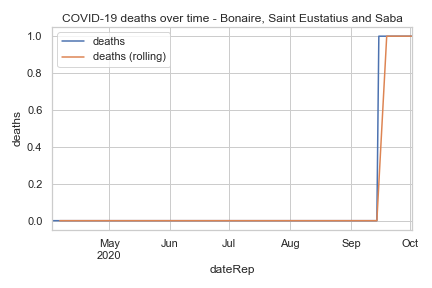 COVID-19 deaths over time - Bonaire, Saint Eustatius and Saba
deaths
deaths (rolling)
1.0
0.8
0.6
0.4
0.2
0.0
deaths
May
2020
Jun
Jul
Aug
Sep
Oct
dateRep